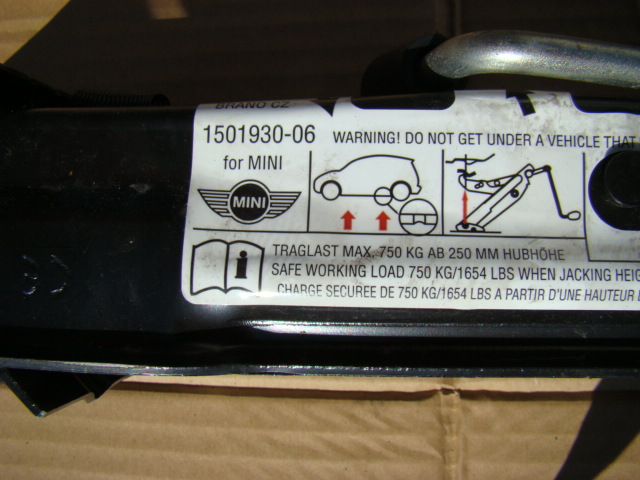 BRANO CZ
1501930-06
WARNING! DO NOT GET UNDER A VEHICLE THAT
for MINI
MINI
i
TRAGLAST MAX. 750 KG AB 250 MM HUBHÖHE
SAFE WORKING LOAD 750 KG/1654 LBS WHEN JACKING HEIG
CHARGE SECUREE DE 750 KG/1654 LBS A PARTIR D'UNE HAUTEUR